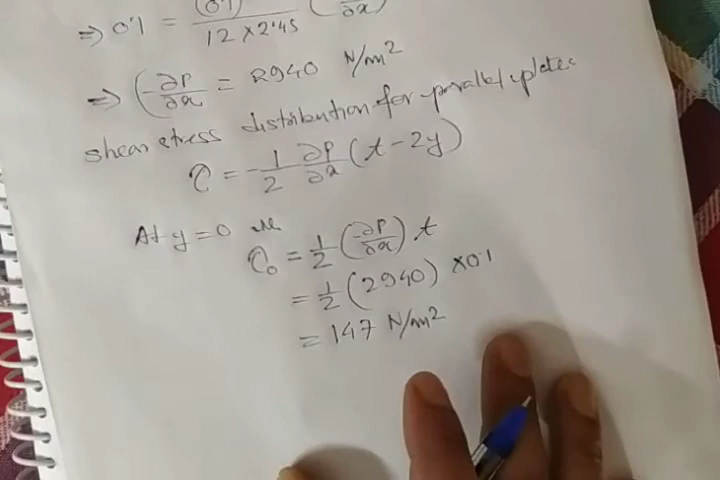 ⇒ 1.0 = (0.1) / 12×2.45 ( /∂x)
⇒ (-∂P/∂x = 2940 N/m²
shear stress distribution for parallel plates
τ = -1/2 ∂P/∂x (t-2y)
At y=0
τ₀ = 1/2 (-∂P/∂x) t
= 1/2 (2940) ×0.1
= 147 N/m²